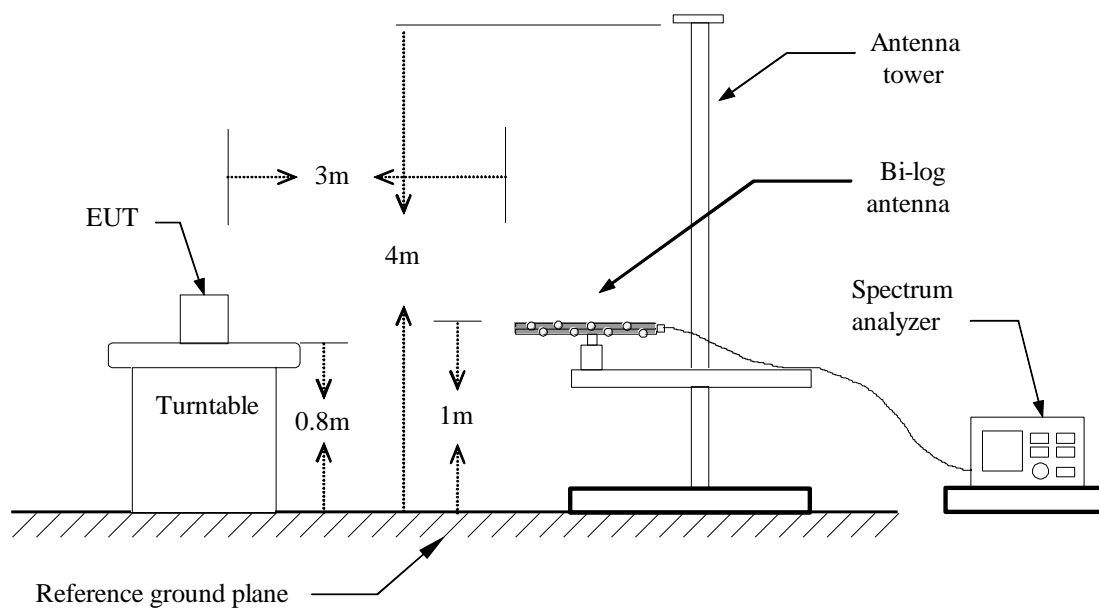 Antenna
tower
3m
Bi-log
antenna
EUT
4m
Spectrum
analyzer
Turntable
0.8m
1m
Reference ground plane